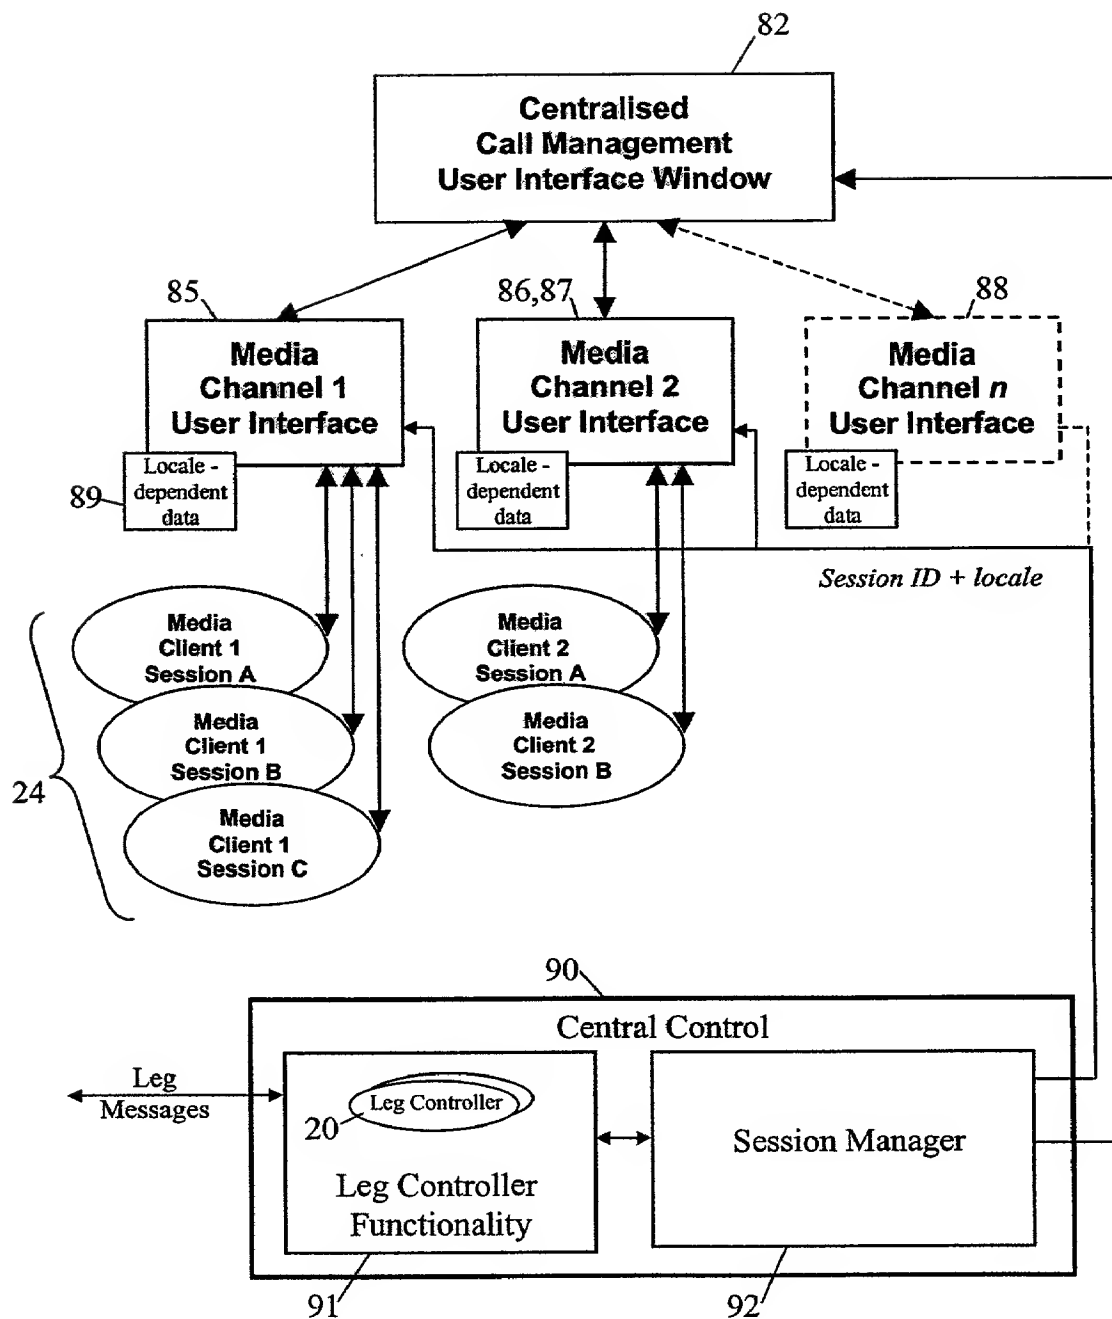 82
Centralised
Call Management
User Interface Window
85
86,87
88
Media
Channel 1
User Interface
Media
Channel 2
User Interface
Media
Channel n
User Interface
89
Locale -
dependent
data
Locale -
dependent
data
Locale -
dependent
data
Session ID + locale
24
Media
Client 1
Session A
Media
Client 1
Session B
Media
Client 1
Session C
Media
Client 2
Session A
Media
Client 2
Session B
90
Central Control
Leg
Messages
Leg Controller
20
Leg Controller
Functionality
Session Manager
91
92